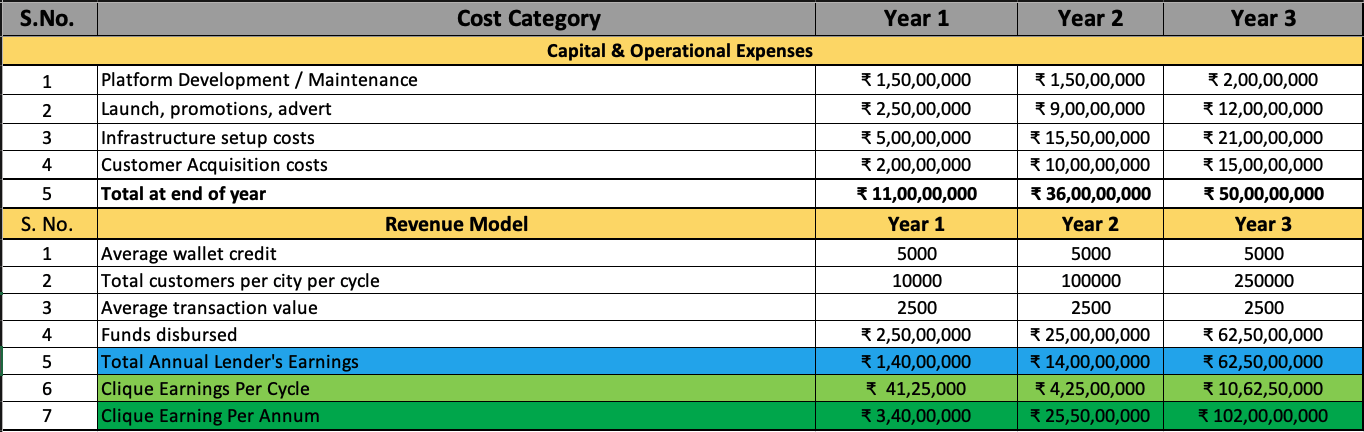 S.No. Cost Category Year 1 Year 2 Year 3
Capital & Operational Expenses
1 Platform Development / Maintenance ₹ 1,50,00,000 ₹ 1,50,00,000 ₹ 2,00,00,000
2 Launch, promotions, advert ₹ 2,50,00,000 ₹ 9,00,00,000 ₹ 12,00,00,000
3 Infrastructure setup costs ₹ 5,00,00,000 ₹ 15,50,00,000 ₹ 21,00,00,000
4 Customer Acquisition costs ₹ 2,00,00,000 ₹ 10,00,00,000 ₹ 15,00,00,000
5 Total at end of year ₹ 11,00,00,000 ₹ 36,00,00,000 ₹ 50,00,00,000
S. No. Revenue Model Year 1 Year 2 Year 3
1 Average wallet credit 5000 5000 5000
2 Total customers per city per cycle 10000 100000 250000
3 Average transaction value 2500 2500 2500
4 Funds disbursed ₹ 2,50,00,000 ₹ 25,00,00,000 ₹ 62,50,00,000
5 Total Annual Lender's Earnings ₹ 1,40,00,000 ₹ 14,00,00,000 ₹ 62,50,00,000
6 Clique Earnings Per Cycle ₹ 41,25,000 ₹ 4,25,00,000 ₹ 10,62,50,000
7 Clique Earning Per Annum ₹ 3,40,00,000 ₹ 25,50,00,000 ₹ 102,00,00,000